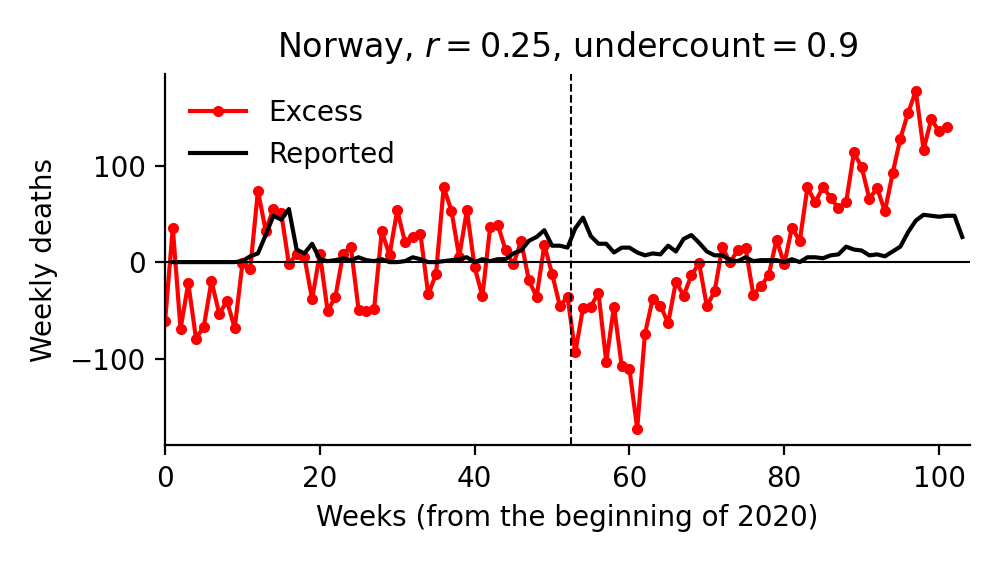 Norway, r = 0.25, undercount = 0.9
Excess
Reported
Weekly deaths
100
0
−100
0 20 40 60 80 100
Weeks (from the beginning of 2020)